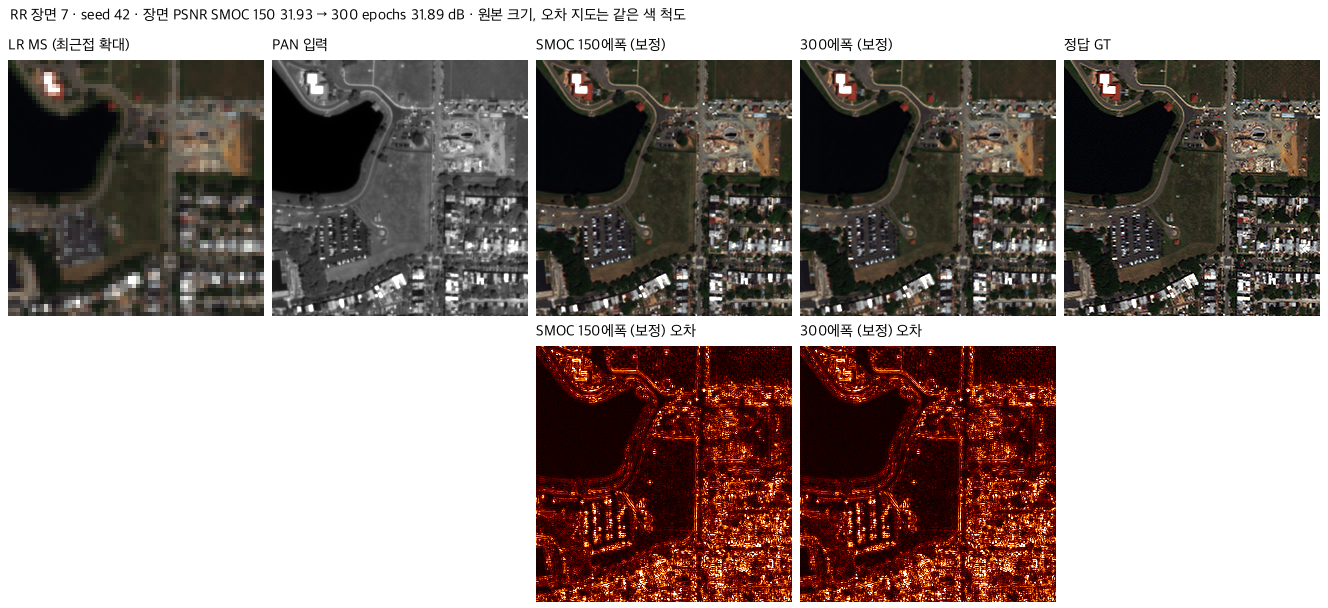 RR 장면 7 · seed 42 · 장면 PSNR SMOC 150 31.93 → 300 epochs 31.89 dB · 원본 크기, 오차 지도는 같은 색 척도
LR MS (최근접 확대)
PAN 입력
SMOC 150에폭 (보정)
300에폭 (보정)
정답 GT
SMOC 150에폭 (보정) 오차
300에폭 (보정) 오차